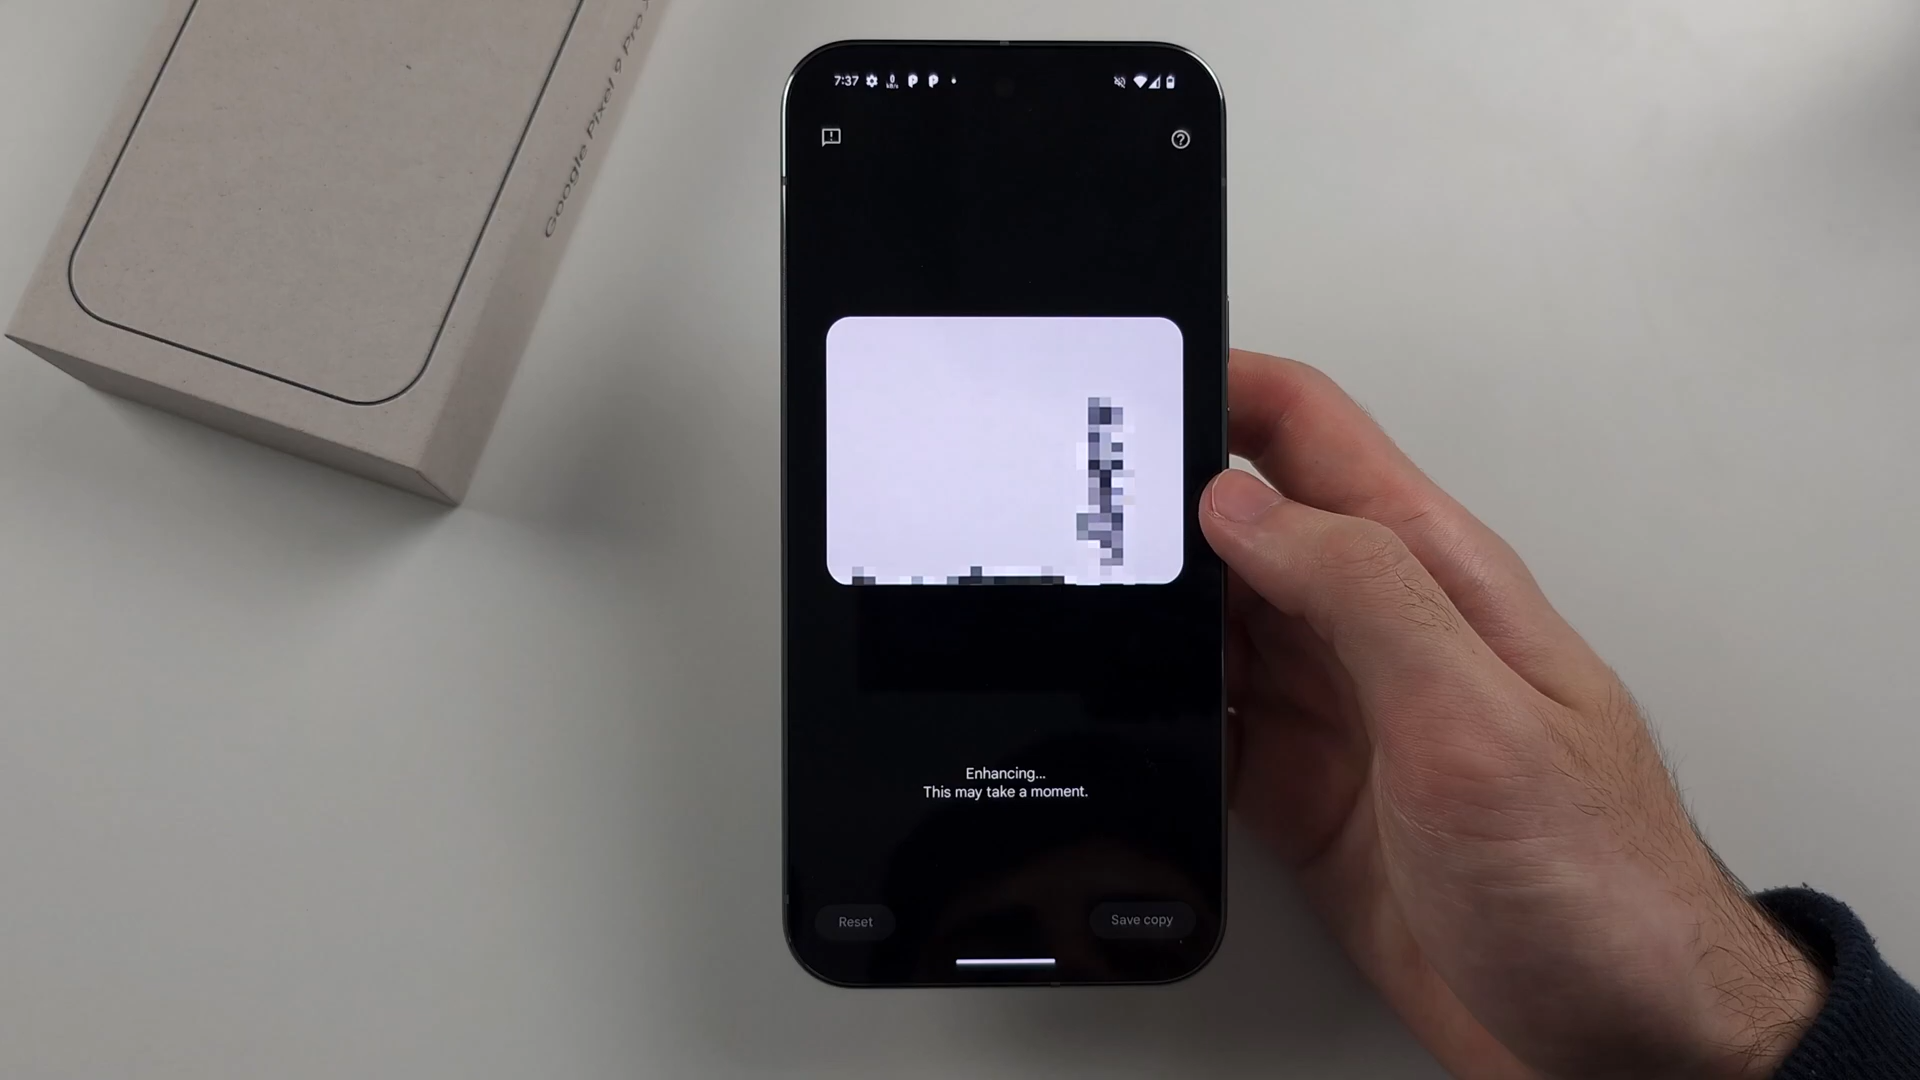 Google Pixel 9 Pro
7:37
Enhancing...
This may take a moment.
Reset
Save copy